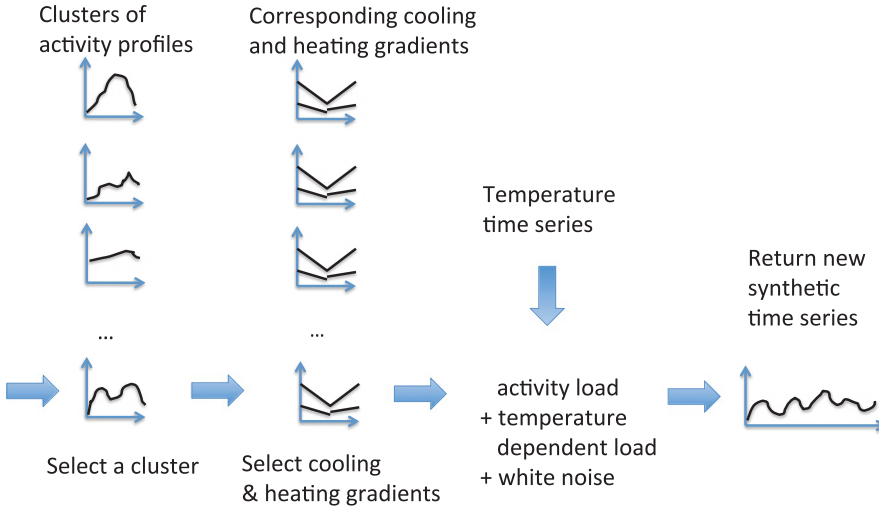 Clusters of
activity profiles
Corresponding cooling
and heating gradients
Temperature
time series
Return new
synthetic
time series
...
...
activity load
+ temperature
dependent load
+ white noise
Select a cluster
Select cooling
& heating gradients